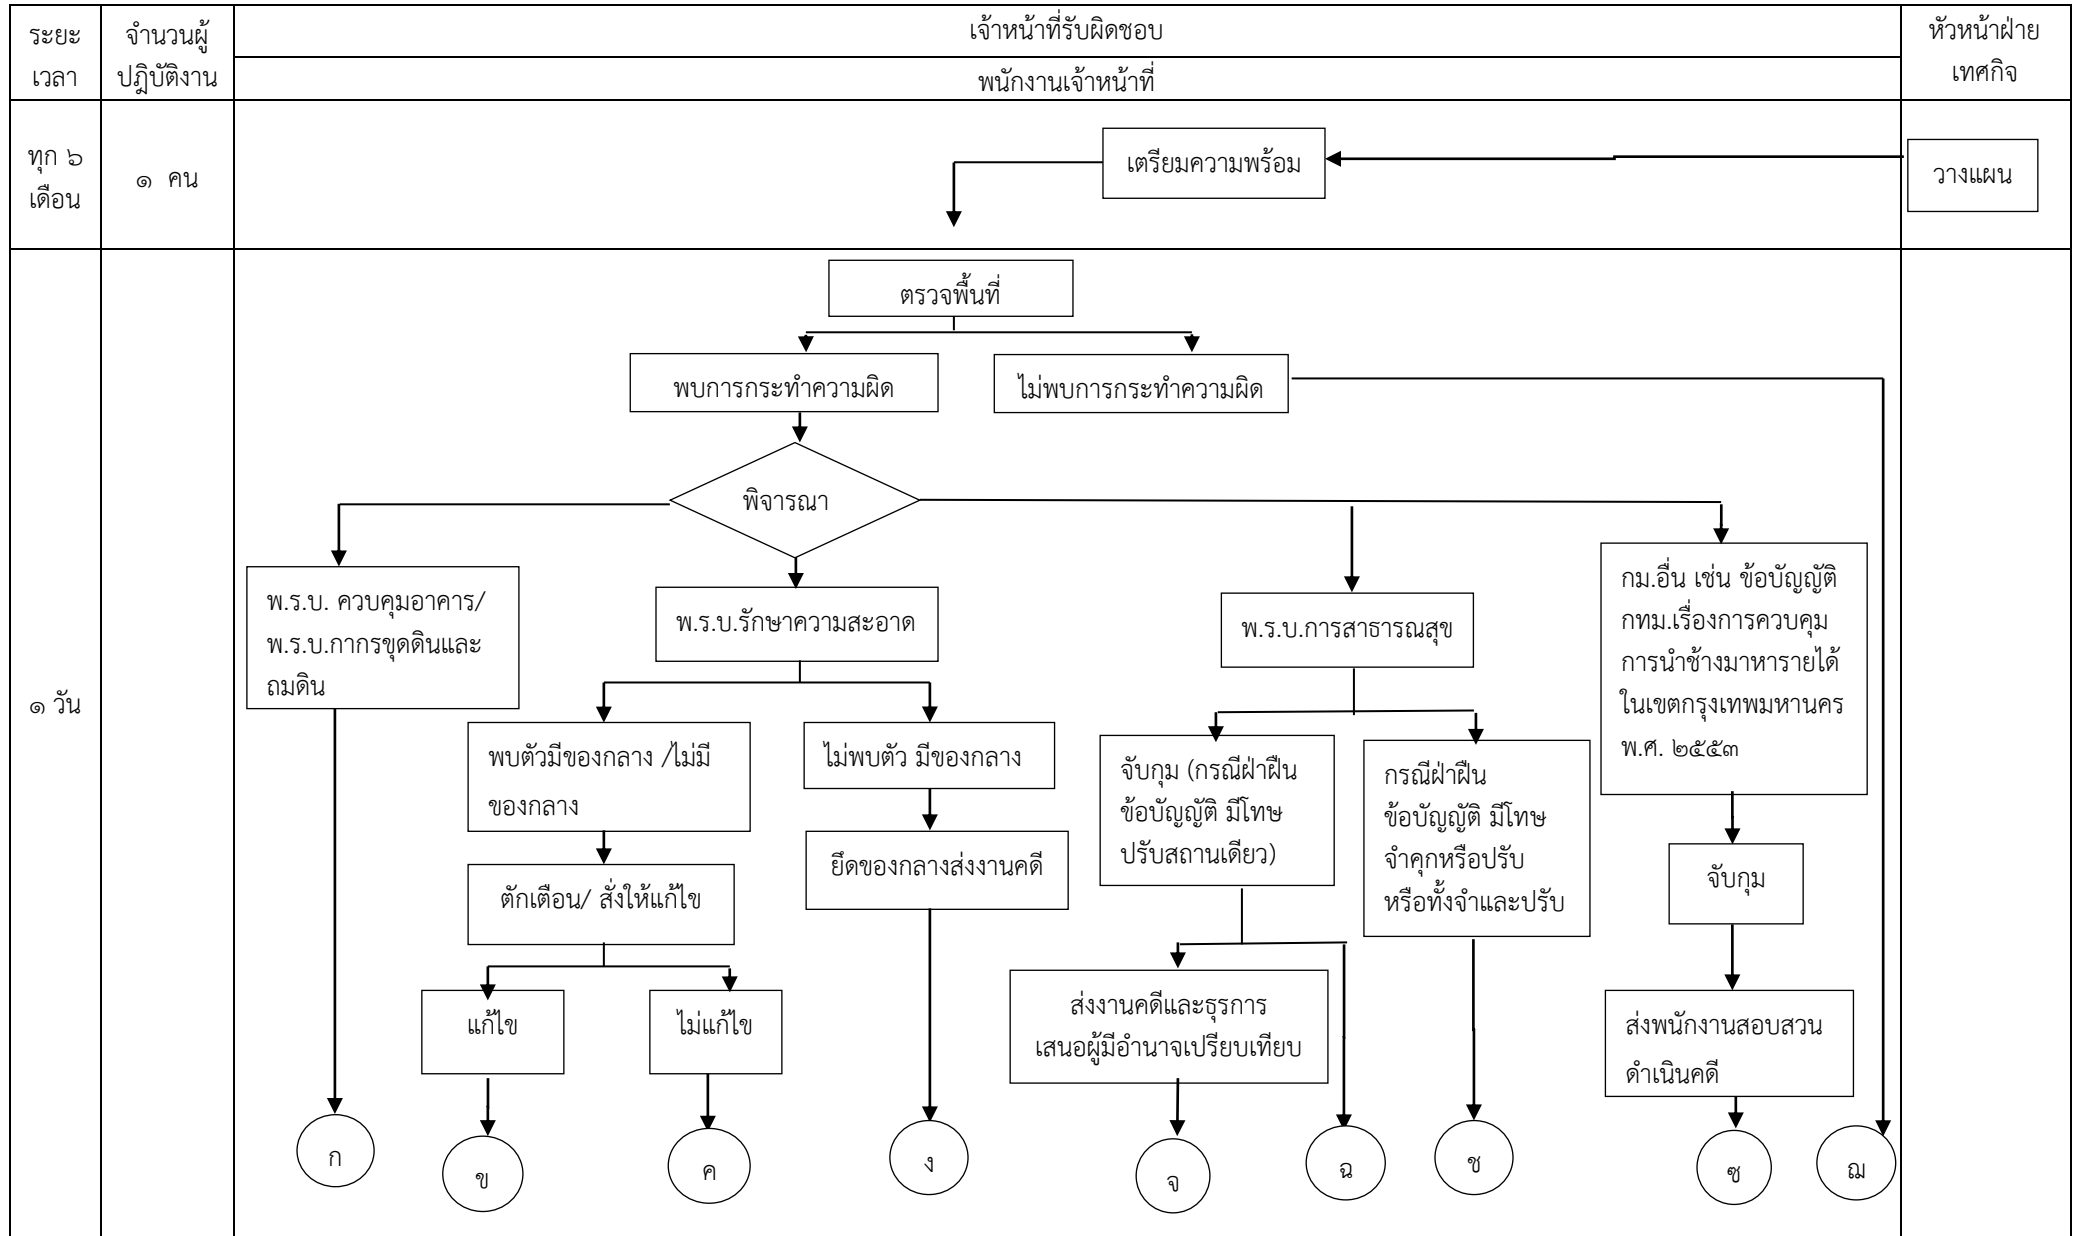 ระยะ
เวลา
จำนวนผู้
ปฏิบัติงาน
เจ้าหน้าที่รับผิดชอบ
พนักงานเจ้าหน้าที่
หัวหน้าฝ่าย
เทศกิจ
ทุก ๖
เดือน
๑ คน
เตรียมความพร้อม
วางแผน
๑ วัน
ตรวจพื้นที่
พบการกระทำความผิด
ไม่พบการกระทำความผิด
พิจารณา
พ.ร.บ. ควบคุมอาคาร/
พ.ร.บ.กากรขุดดินและ
ถมดิน
พ.ร.บ.รักษาความสะอาด
พ.ร.บ.การสาธารณสุข
กม.อื่น เช่น ข้อบัญญัติ
กทม.เรื่องการควบคุม
การนำช้างมาหารายได้
ในเขตกรุงเทพมหานคร
พ.ศ. ๒๕๕๓
พบตัวมีของกลาง /ไม่มี
ของกลาง
ไม่พบตัว มีของกลาง
จับกุม (กรณีฝ่าฝืน
ข้อบัญญัติ มีโทษ
ปรับสถานเดียว)
กรณีฝ่าฝืน
ข้อบัญญัติ มีโทษ
จำคุกหรือปรับ
หรือทั้งจำและปรับ
ตักเตือน/ สั่งให้แก้ไข
ยึดของกลางส่งงานคดี
จับกุม
แก้ไข
ไม่แก้ไข
ส่งงานคดีและธุรการ
เสนอผู้มีอำนาจเปรียบเทียบ
ส่งพนักงานสอบสวน
ดำเนินคดี
ก
ข
ค
ง
จ
ฉ
ช
ซ
ฌ